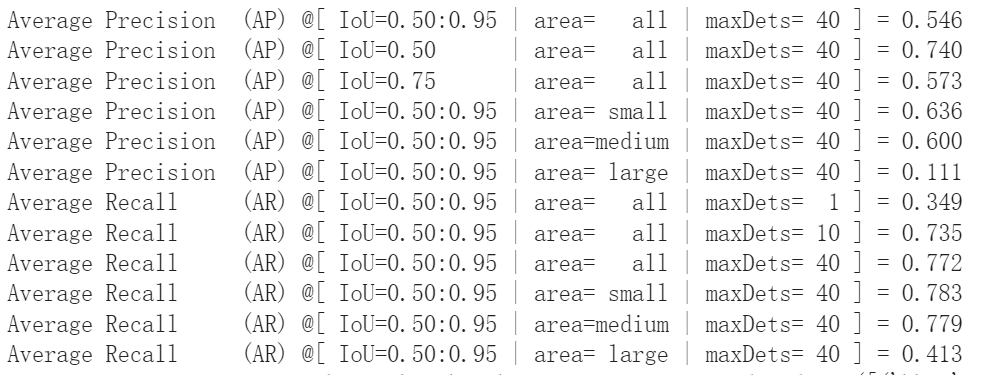 Average Precision  (AP) @[ IoU=0.50:0.95 | area=   all | maxDets= 40 ] = 0.546
Average Precision  (AP) @[ IoU=0.50      | area=   all | maxDets= 40 ] = 0.740
Average Precision  (AP) @[ IoU=0.75      | area=   all | maxDets= 40 ] = 0.573
Average Precision  (AP) @[ IoU=0.50:0.95 | area= small | maxDets= 40 ] = 0.636
Average Precision  (AP) @[ IoU=0.50:0.95 | area=medium | maxDets= 40 ] = 0.600
Average Precision  (AP) @[ IoU=0.50:0.95 | area= large | maxDets= 40 ] = 0.111
Average Recall     (AR) @[ IoU=0.50:0.95 | area=   all | maxDets=  1 ] = 0.349
Average Recall     (AR) @[ IoU=0.50:0.95 | area=   all | maxDets= 10 ] = 0.735
Average Recall     (AR) @[ IoU=0.50:0.95 | area=   all | maxDets= 40 ] = 0.772
Average Recall     (AR) @[ IoU=0.50:0.95 | area= small | maxDets= 40 ] = 0.783
Average Recall     (AR) @[ IoU=0.50:0.95 | area=medium | maxDets= 40 ] = 0.779
Average Recall     (AR) @[ IoU=0.50:0.95 | area= large | maxDets= 40 ] = 0.413